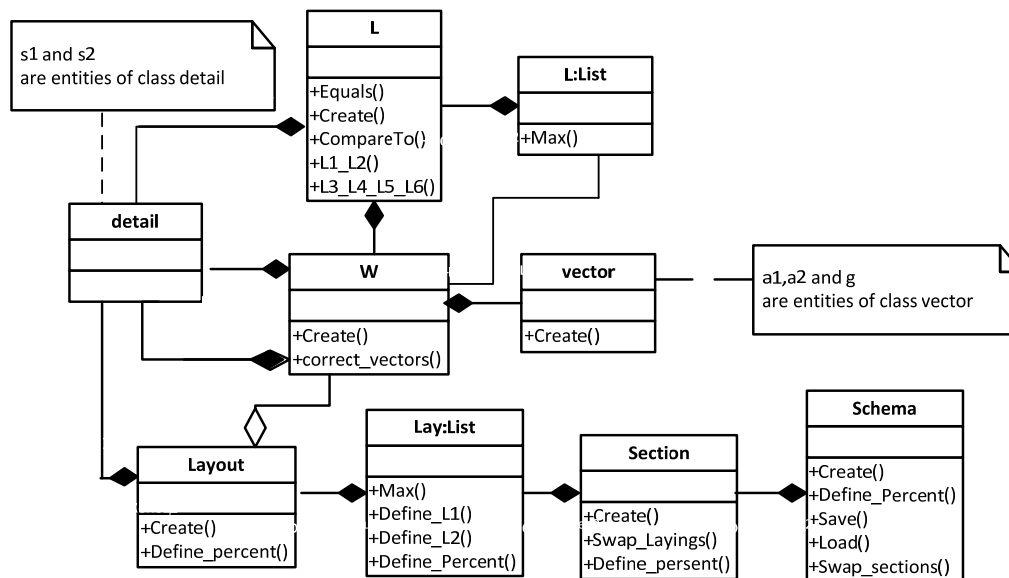 s1 and s2
are entities of class detail
L
+Equals()
+Create()
+CompareTo()
+L1_L2()
+L3_L4_L5_L6()
L:List
+Max()
detail
W
+Create()
+correct_vectors()
vector
+Create()
a1,a2 and g
are entities of class vector
Layout
+Create()
+Define_percent()
Lay:List
+Max()
+Define_L1()
+Define_L2()
+Define_Percent()
Section
+Create()
+Swap_Layings()
+Define_persent()
Schema
+Create()
+Define_Percent()
+Save()
+Load()
+Swap_sections()